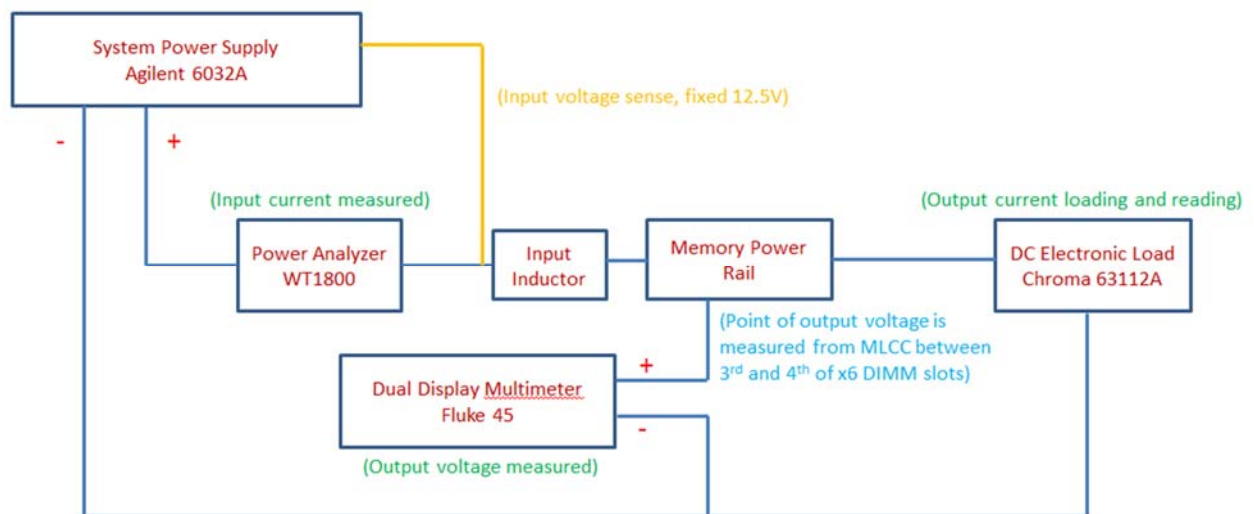 System Power Supply
Agilent 6032A
(Input voltage sense, fixed 12.5V)
-
+
(Input current measured)
(Output current loading and reading)
Power Analyzer
WT1800
Input
Inductor
Memory Power
Rail
DC Electronic Load
Chroma 63112A
(Point of output voltage is
measured from MLCC between
3rd and 4th of x6 DIMM slots)
+
Dual Display Multimeter
Fluke 45
-
(Output voltage measured)